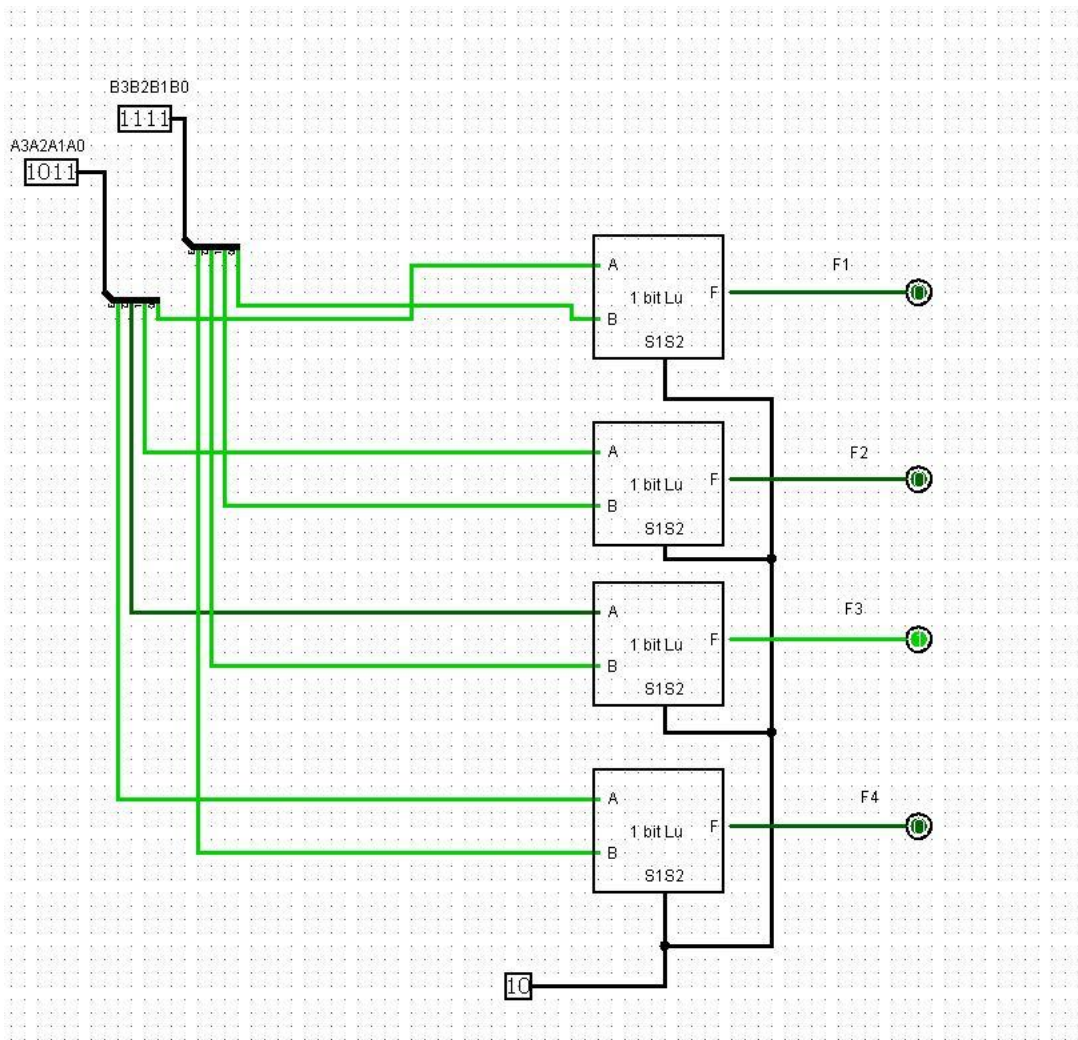 B3B2B1B0
1111
A3A2A1A0
1011
A
F1
1 bit Lu
F
B
S1S2
A
F2
1 bit Lu
F
B
S1S2
A
F3
1 bit Lu
F
B
S1S2
A
F4
1 bit Lu
F
B
S1S2
10